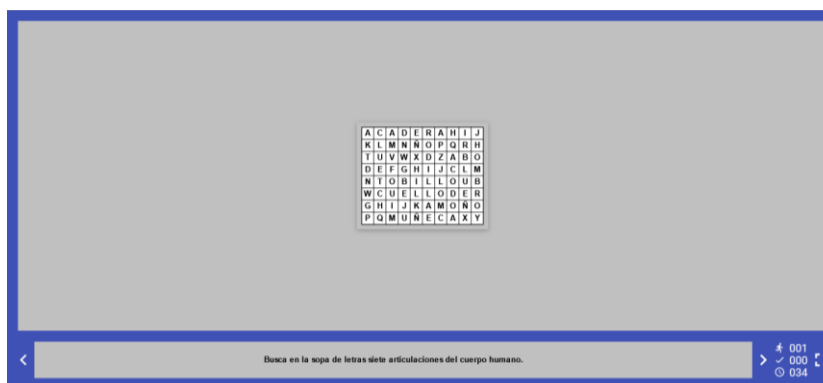 A C A D E R A H I J
K L M N Ñ O P Q R H
T U V W X D Z A B O
D E F G H I J C L M
N T O B I L L O U B
W C U E L L O D E R
G H I J K A M O Ñ O
P Q M U Ñ E C A X Y
Busca en la sopa de letras siete articulaciones del cuerpo humano.
001
000
034